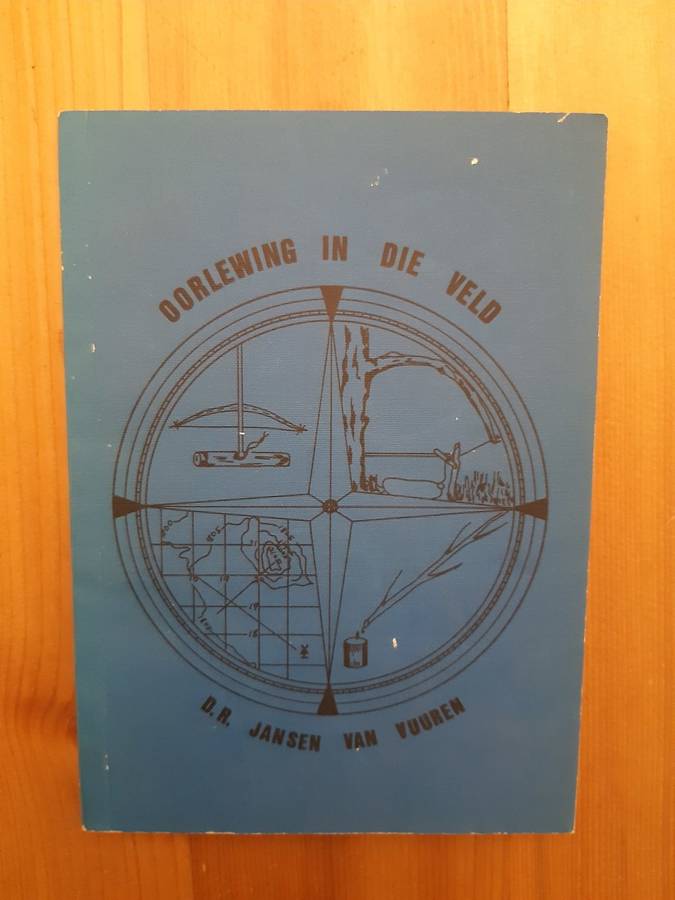 OORLEWING IN DIE VELD
D.R. JANSEN VAN VUUREN